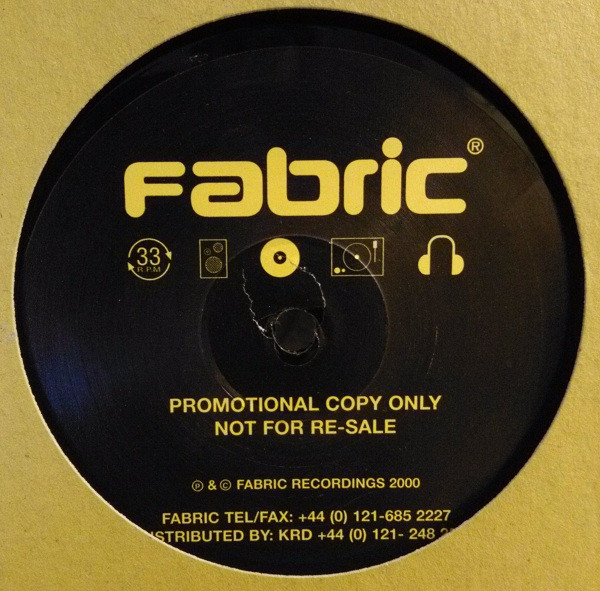 Fabric®
33
R.P.M
PROMOTIONAL COPY ONLY
NOT FOR RE-SALE
℗ & © FABRIC RECORDINGS 2000
FABRIC TEL/FAX: +44 (0) 121-685 2227
BY: KRD +44 (0) 121- 248